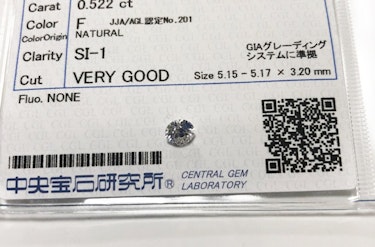 Carat 0.522 ct
Color F JJA/AGL認定No.201
ColorOrigin NATURAL
Clarity SI-1 GIAグレーディング
システムに準拠
Cut VERY GOOD Size 5.15 - 5.17 × 3.20 mm
Fluo. NONE
中央宝石研究所® CENTRAL GEM
LABORATORY